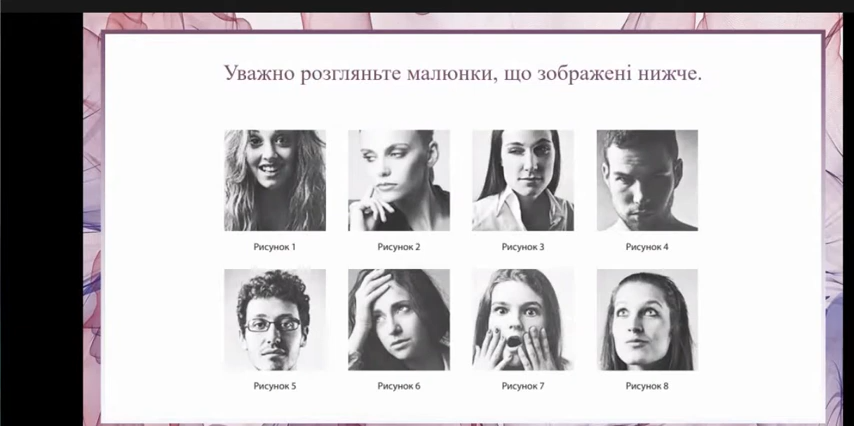 Уважно розгляньте малюнки, що зображені нижче.
Рисунок 1
Рисунок 2
Рисунок 3
Рисунок 4
Рисунок 5
Рисунок 6
Рисунок 7
Рисунок 8